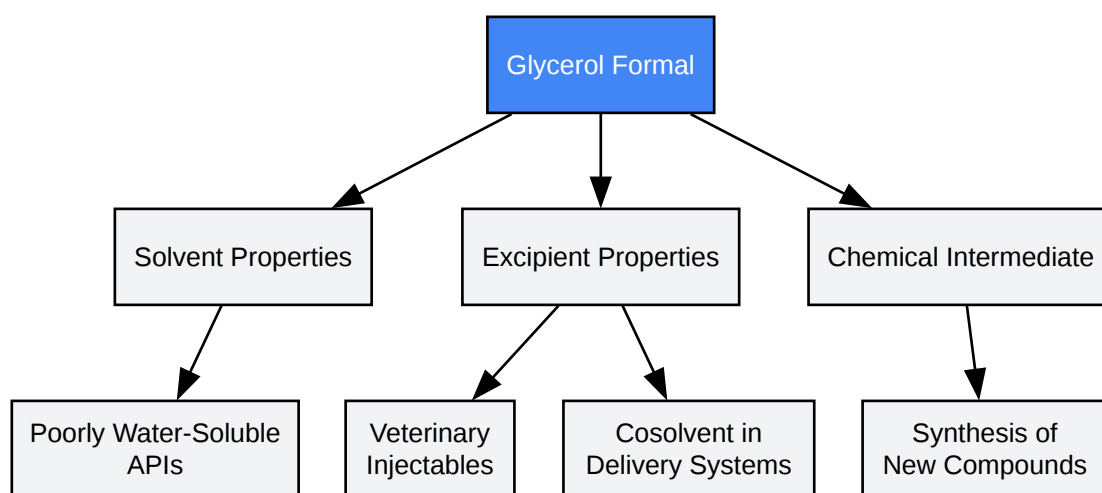 Glycerol Formal
Solvent Properties
Excipient Properties
Chemical Intermediate
Poorly Water-Soluble
APIs
Veterinary
Injectables
Cosolvent in
Delivery Systems
Synthesis of
New Compounds